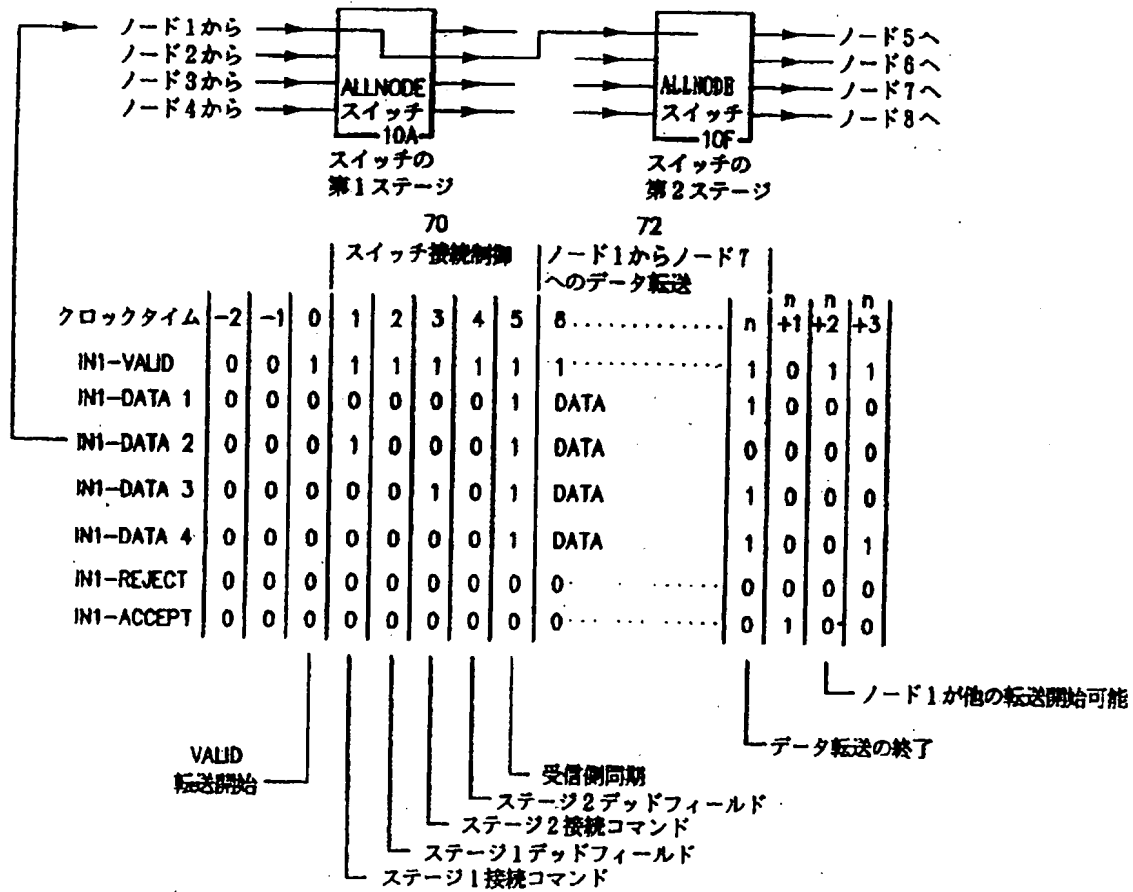 ノード1から
ノード2から
ノード3から
ノード4から
ALLNODE
スイッチ
10A
スイッチの
第1ステージ
ALLNODB
スイッチ
10F
スイッチの
第2ステージ
ノード5へ
ノード6へ
ノード7へ
ノード8へ
70
スイッチ接続制御
72
ノード1からノード7
へのデータ転送
クロックタイム -2 -1 0 1 2 3 4 5 6 ............. n n+1 n+2 n+3
IN1-VALID 0 0 1 1 1 1 1 1 1 ............. 1 0 1 1
IN1-DATA 1 0 0 0 0 0 0 0 1 DATA 1 0 0 0
IN1-DATA 2 0 0 0 1 0 0 0 1 DATA 0 0 0 0
IN1-DATA 3 0 0 0 0 0 1 0 1 DATA 1 0 0 0
IN1-DATA 4 0 0 0 0 0 0 0 1 DATA 1 0 0 1
IN1-REJECT 0 0 0 0 0 0 0 0 0 ............. 0 0 0 0
IN1-ACCEPT 0 0 0 0 0 0 0 0 0 ............. 0 1 0 0
ノード1が他の転送開始可能
データ転送の終了
VALID
転送開始
受信側同期
ステージ2デッドフィールド
ステージ2接続コマンド
ステージ1デッドフィールド
ステージ1接続コマンド